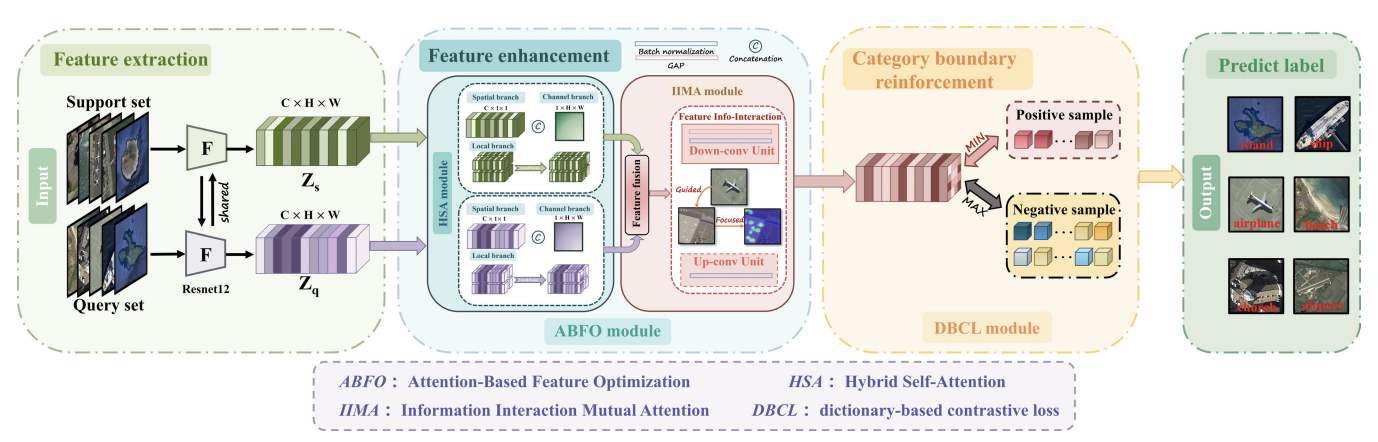 Feature extraction
Input
Support set
Query set
F
F
shared
Resnet12
C × H × W
Z_s
C × H × W
Z_q
Feature enhancement
Batch normalization
GAP
©
Concatenation
HSA module
Spatial branch
C × 1 × 1
Channel branch
1 × H × W
©
Local branch
Spatial branch
C × 1 × 1
Channel branch
1 × H × W
©
Local branch
Feature fusion
IIMA module
Feature Info-Interaction
Down-conv Unit
Guided
Focused
Up-conv Unit
ABFO module
Category boundary
reinforcement
MIN
MAX
Positive sample
Negative sample
DBCL module
Output
Predict label
island
ship
airplane
beach
church
airport
ABFO： Attention-Based Feature Optimization
HSA： Hybrid Self-Attention
IIMA： Information Interaction Mutual Attention
DBCL： dictionary-based contrastive loss